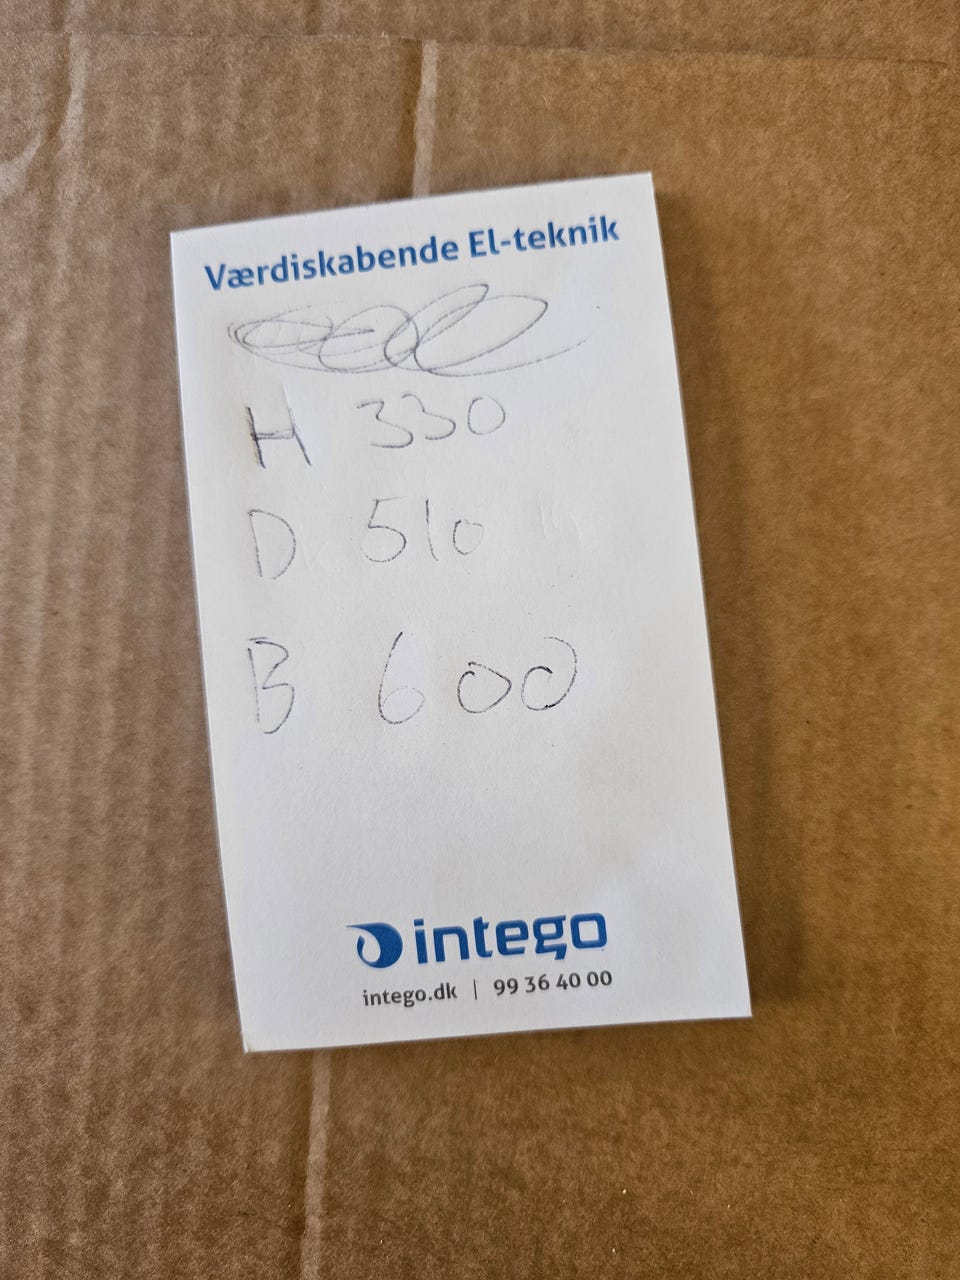 Værdiskabende El-teknik
H 330
D 510
B 600
intego
intego.dk | 99 36 40 00